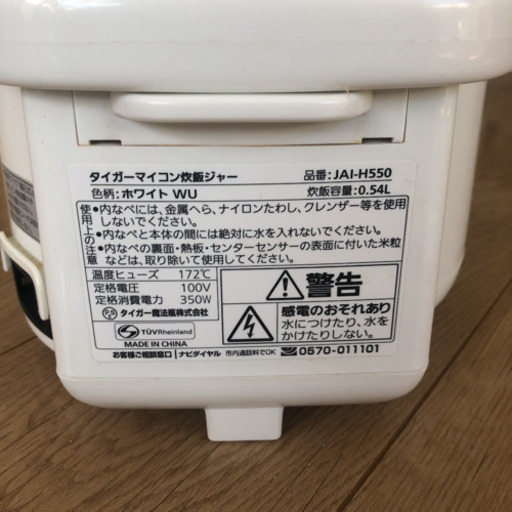 タイガーマイコン炊飯ジャー 品番：JAI-H550
色柄：ホワイト WU 炊飯容量：0.54L
使用上の注意
●内なべには、金属へら、ナイロンたわし、クレンザー等を使用
しないでください。
●内なべと本体の間には絶対に水を入れないでください。
●内なべの裏面・熱板・センターセンサーの表面に付いた米粒
などは、取り除いて使用してください。
温度ヒューズ 172℃
定格電圧 100V
定格消費電力 350W
タイガー魔法瓶株式会社
TÜVRheinland
MADE IN CHINA
警告
感電のおそれあり
水につけたり、水を
かけたりしない。
お客様ご相談窓口 ナビダイヤル 市内通話料でOK 0570-011101